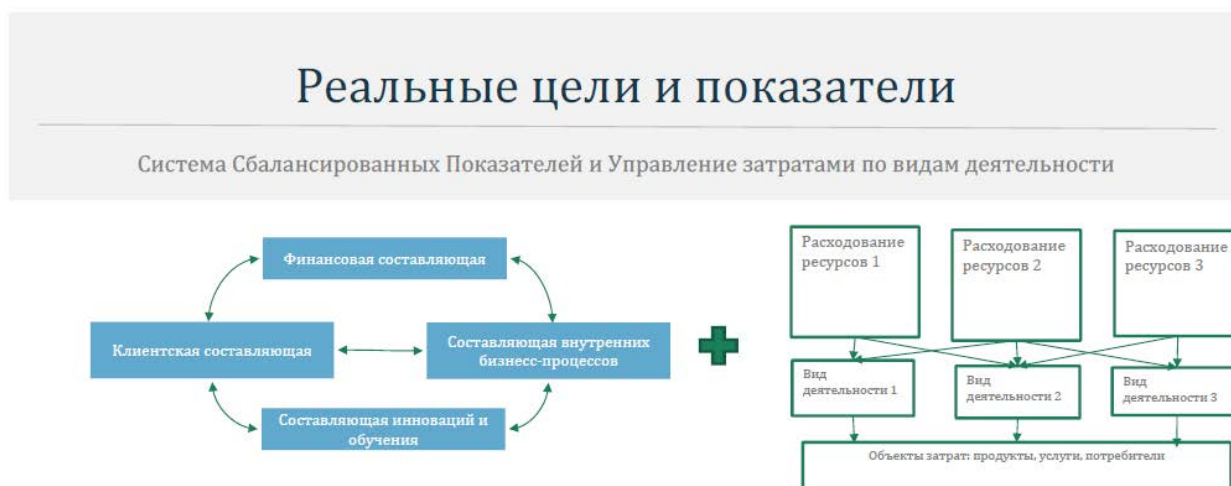 Реальные цели и показатели
Система Сбалансированных Показателей и Управление затратами по видам деятельности
Финансовая составляющая
Клиентская составляющая
Составляющая внутренних
бизнес-процессов
Составляющая инноваций и
обучения
Расходование
ресурсов 1
Расходование
ресурсов 2
Расходование
ресурсов 3
Вид
деятельности 1
Вид
деятельности 2
Вид
деятельности 3
Объекты затрат: продукты, услуги, потребители